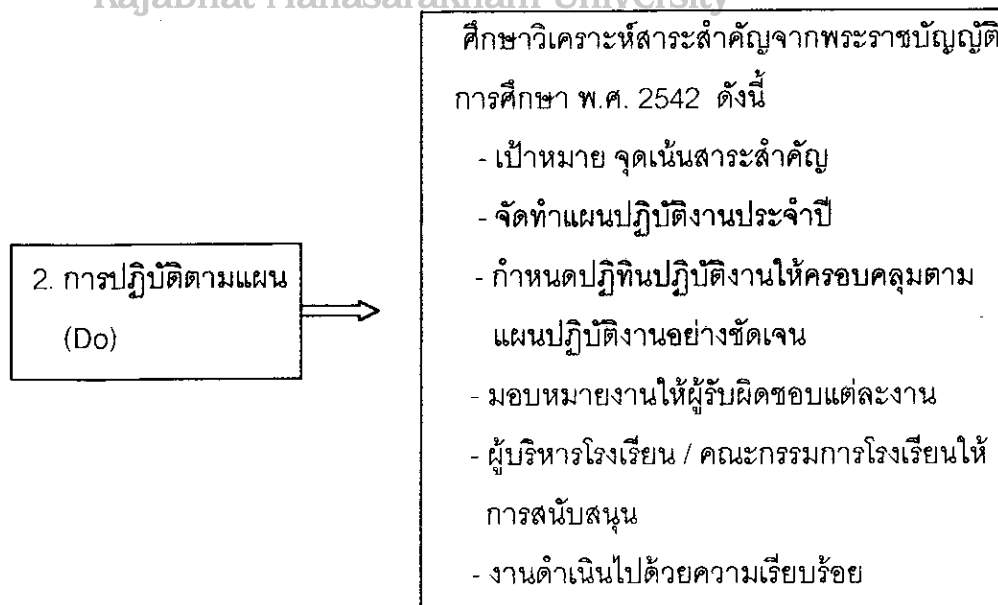 Rajabhat Mahasarakham University
ศึกษาวิเคราะห์สาระสำคัญจากพระราชบัญญัติ
การศึกษา พ.ศ. 2542 ดังนี้
- เป้าหมาย จุดเน้นสาระสำคัญ
- จัดทำแผนปฏิบัติงานประจำปี
- กำหนดปฏิทินปฏิบัติงานให้ครอบคลุมตาม
แผนปฏิบัติงานอย่างชัดเจน
- มอบหมายงานให้ผู้รับผิดชอบแต่ละงาน
- ผู้บริหารโรงเรียน / คณะกรรมการโรงเรียนให้
การสนับสนุน
- งานดำเนินไปด้วยความเรียบร้อย
2. การปฏิบัติตามแผน
(Do)